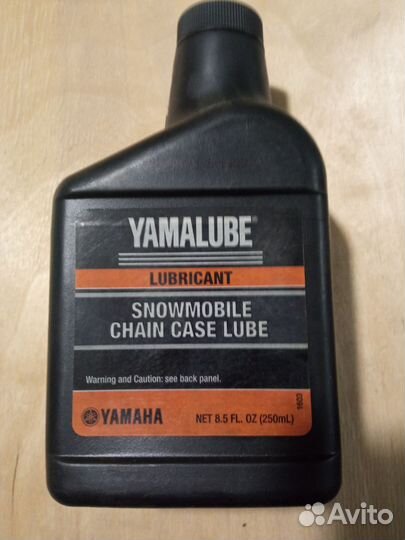 YAMALUBE®
LUBRICANT
SNOWMOBILE
CHAIN CASE LUBE
Warning and Caution: see back panel.
YAMAHA NET 8.5 FL. OZ (250mL)
1603
Avito